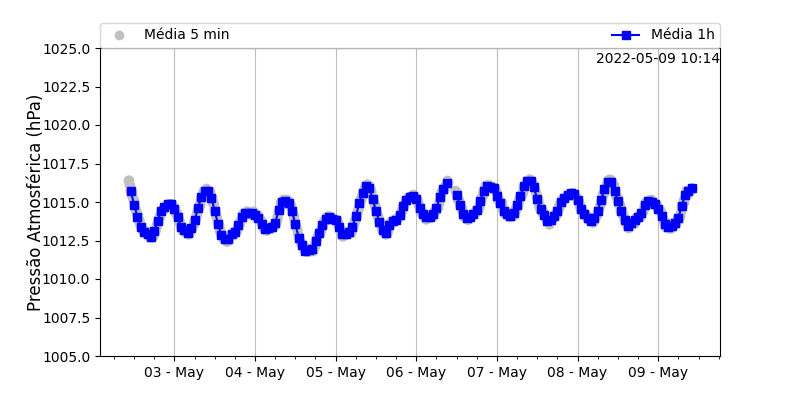 Média 5 min
Média 1h
2022-05-09 10:14
Pressão Atmosférica (hPa)
1025.0
1022.5
1020.0
1017.5
1015.0
1012.5
1010.0
1007.5
1005.0
03 - May 04 - May 05 - May 06 - May 07 - May 08 - May 09 - May